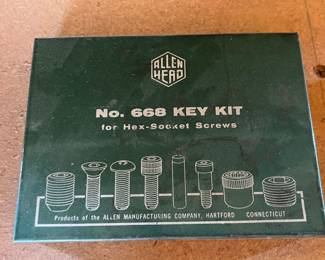 ALLEN
HEAD
No. 668 KEY KIT
for Hex-Socket Screws
Products of the ALLEN MANUFACTURING COMPANY, HARTFORD CONNECTICUT